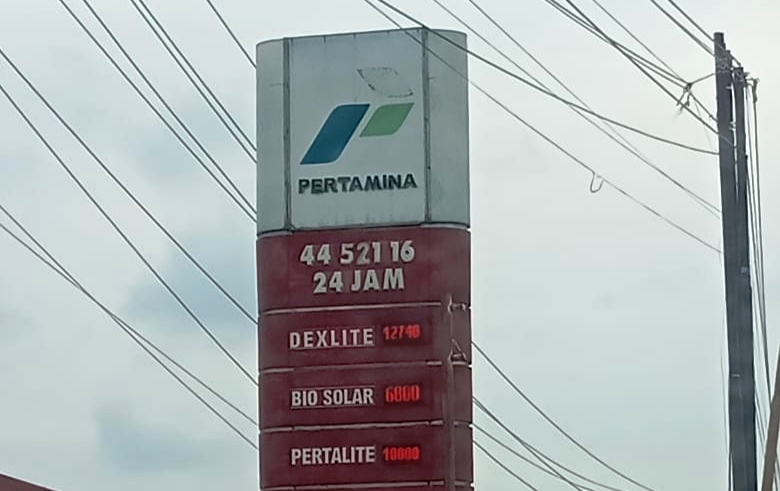 PERTAMINA
44 521 16
24 JAM
DEXLITE 12740
BIO SOLAR 6800
PERTALITE 10000